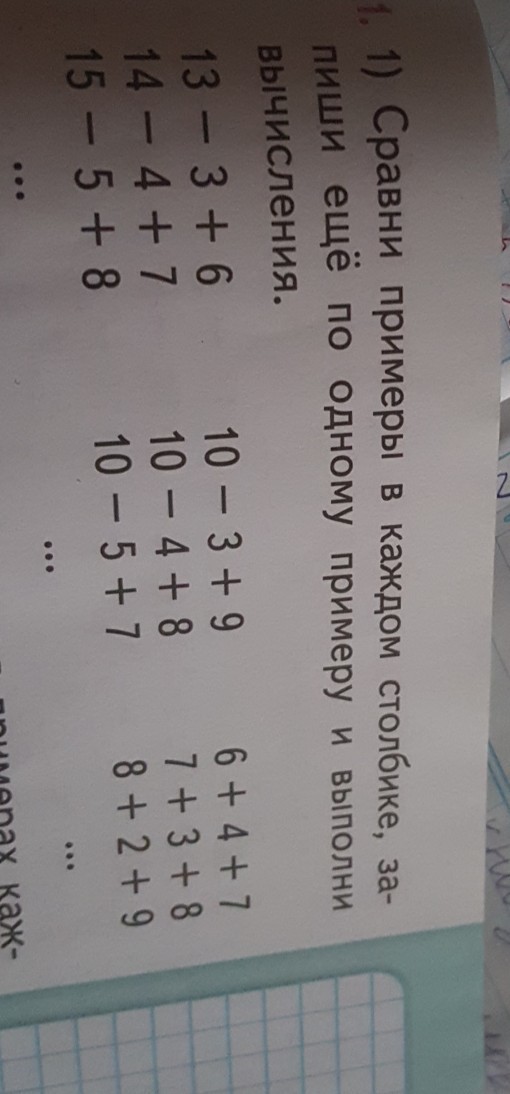 1. 1) Сравни примеры в каждом столбике, за-
пиши ещё по одному примеру и выполни
вычисления.
13 − 3 + 6 10 − 3 + 9 6 + 4 + 7
14 − 4 + 7 10 − 4 + 8 7 + 3 + 8
15 − 5 + 8 10 − 5 + 7 8 + 2 + 9
... ... ...
каж-